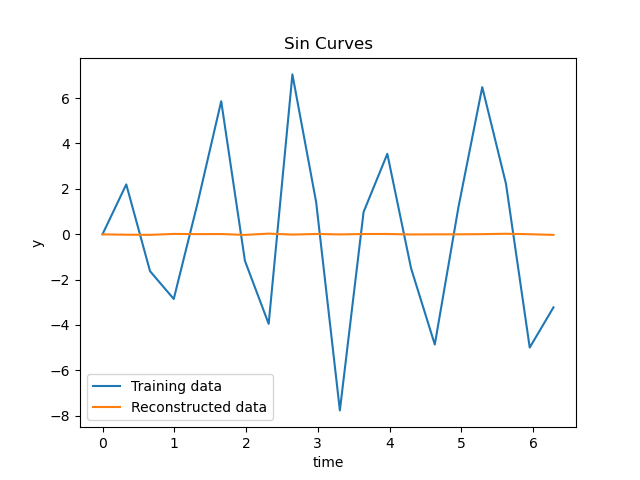 Sin Curves
y
6
4
2
0
−2
−4
−6
−8
Training data
Reconstructed data
0 1 2 3 4 5 6
time